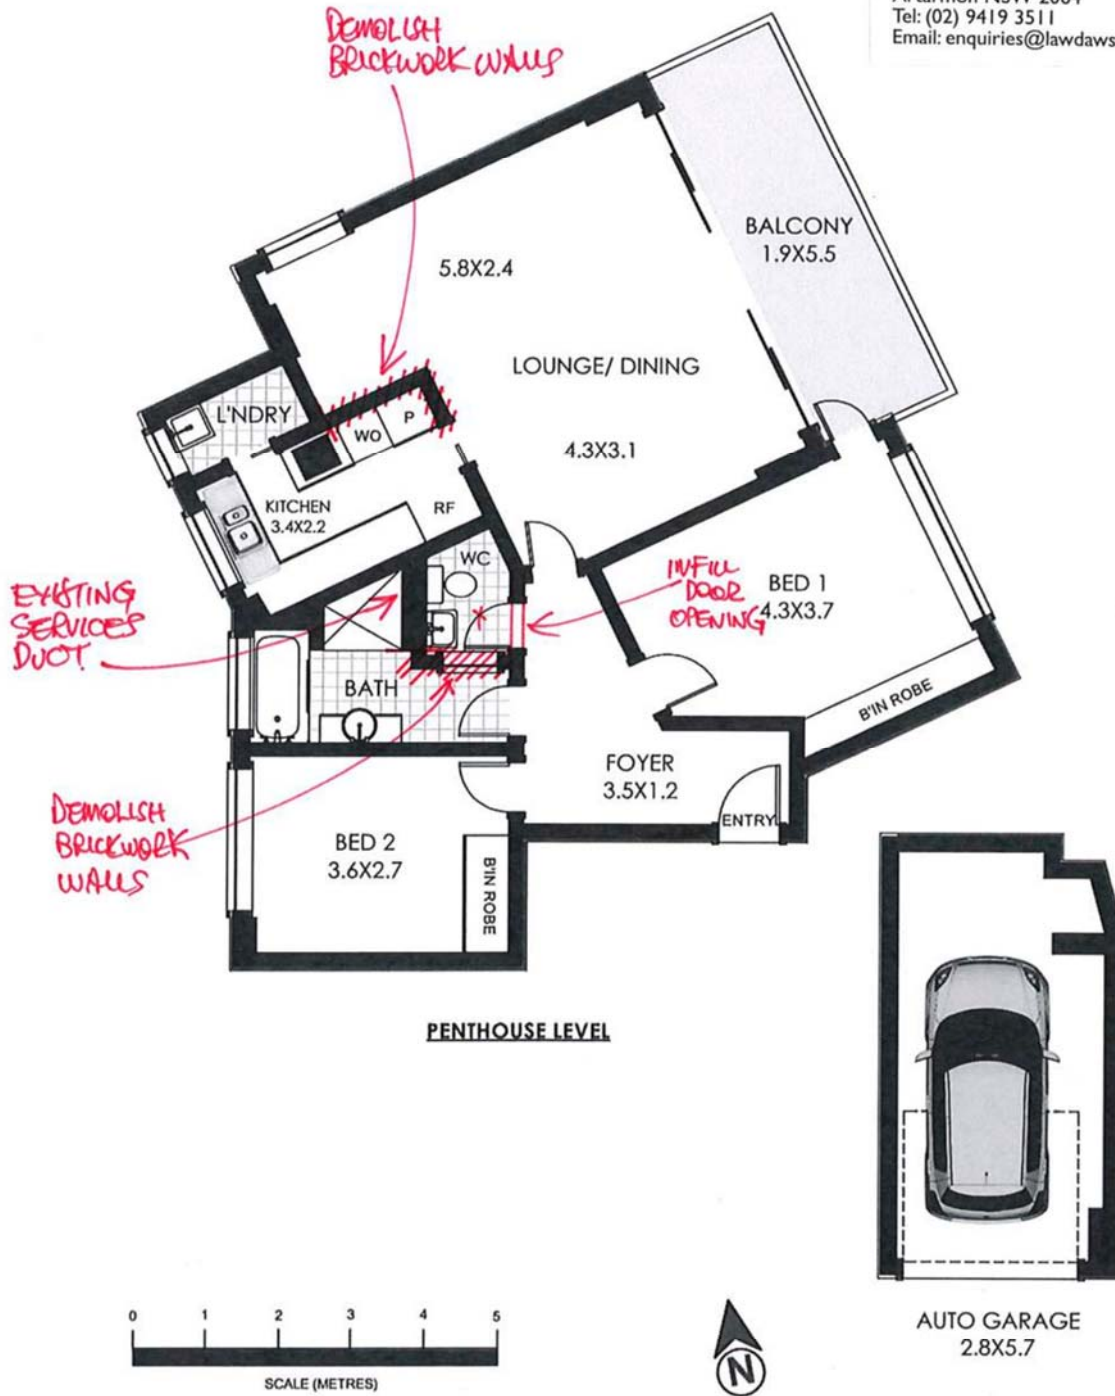 Tel: (02) 9419 3511
Email: enquiries@lawdaws
DEMOLISH
BRICKWORK WALLS
BALCONY
1.9X5.5
5.8X2.4
LOUNGE/ DINING
4.3X3.1
L'NDRY
WO
P
KITCHEN
3.4X2.2
RF
WC
INFILL
DOOR
OPENING
BED 1
4.3X3.7
B'IN ROBE
EXISTING
SERVICES
DUCT
BATH
FOYER
3.5X1.2
ENTRY
DEMOLISH
BRICKWORK
WALLS
BED 2
3.6X2.7
B'IN ROBE
PENTHOUSE LEVEL
0 1 2 3 4 5
SCALE (METRES)
N
AUTO GARAGE
2.8X5.7